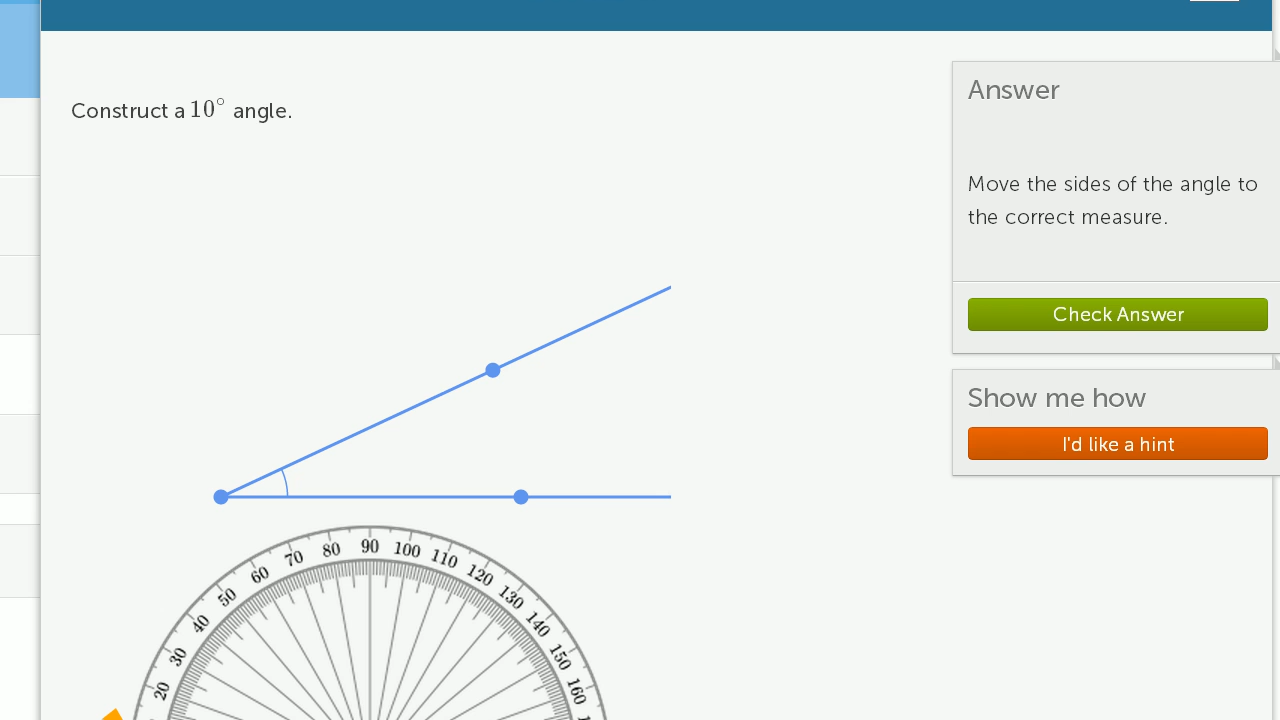 Construct a 10° angle.
Answer
Move the sides of the angle to
the correct measure.
Check Answer
Show me how
I'd like a hint
20
30
40
50
60
70
80
90
100
110
120
130
140
150
160